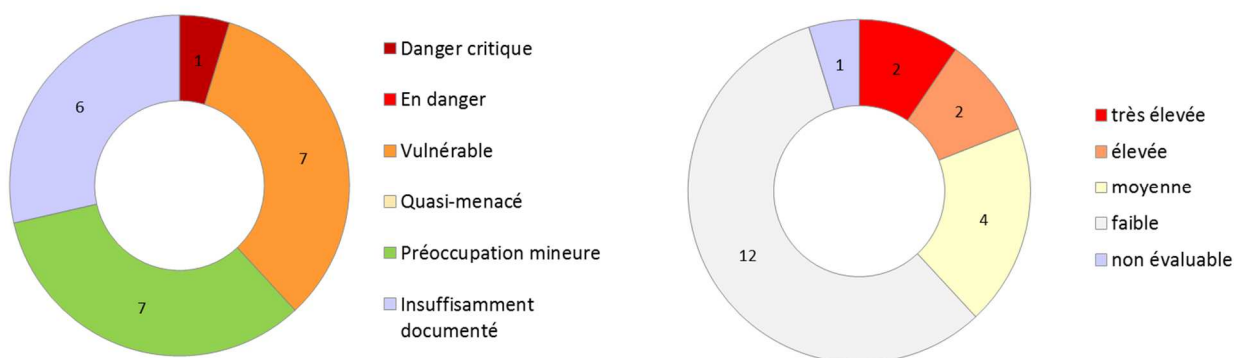 1
7
7
6
Danger critique
En danger
Vulnérable
Quasi-menacé
Préoccupation mineure
Insuffisamment
documenté
2
2
4
12
1
très élevée
élevée
moyenne
faible
non évaluable